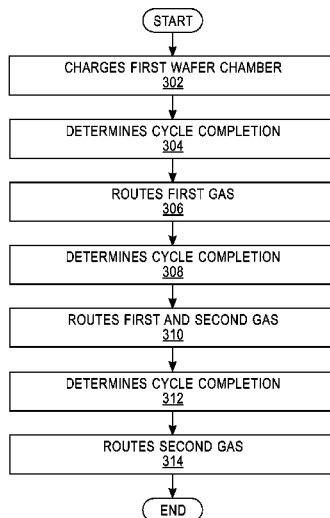 START
CHARGES FIRST WAFER CHAMBER
302
DETERMINES CYCLE COMPLETION
304
ROUTES FIRST GAS
306
DETERMINES CYCLE COMPLETION
308
ROUTES FIRST AND SECOND GAS
310
DETERMINES CYCLE COMPLETION
312
ROUTES SECOND GAS
314
END